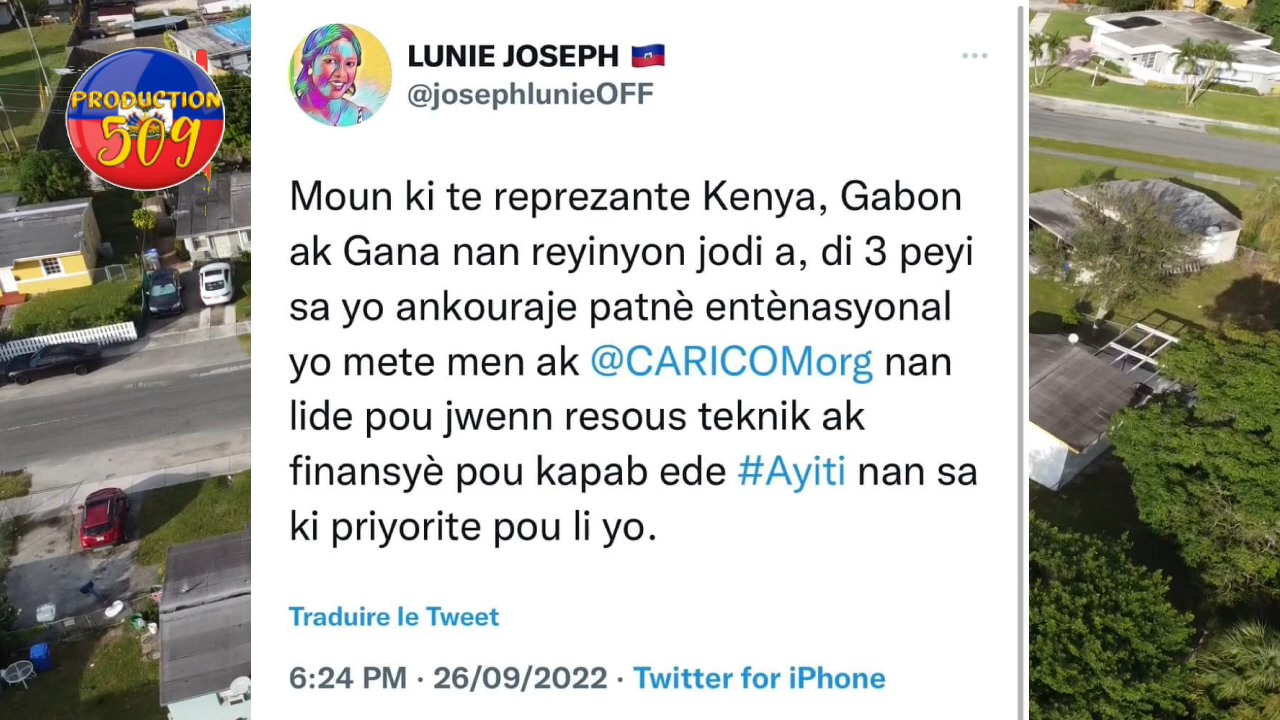 PRODUCTION
509
LUNIE JOSEPH 🇭🇹
@josephlunieOFF
Moun ki te reprezante Kenya, Gabon
ak Gana nan reyinyon jodi a, di 3 peyi
sa yo ankouraje patnè entènasyonal
yo mete men ak @CARICOMorg nan
lide pou jwenn resous teknik ak
finansyè pou kapab ede #Ayiti nan sa
ki priyorite pou li yo.
Traduire le Tweet
6:24 PM · 26/09/2022 · Twitter for iPhone